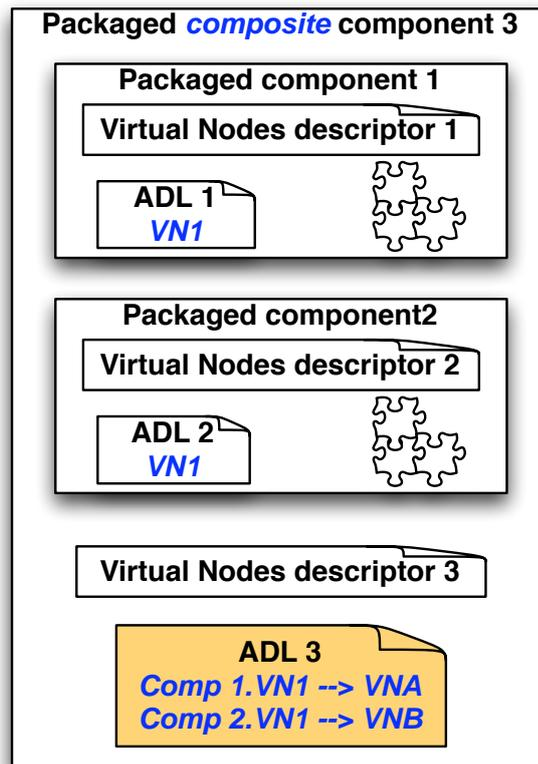 Packaged composite component 3
Packaged component 1
Virtual Nodes descriptor 1
ADL 1
VN1
Packaged component2
Virtual Nodes descriptor 2
ADL 2
VN1
Virtual Nodes descriptor 3
ADL 3
Comp 1.VN1 --> VNA
Comp 2.VN1 --> VNB